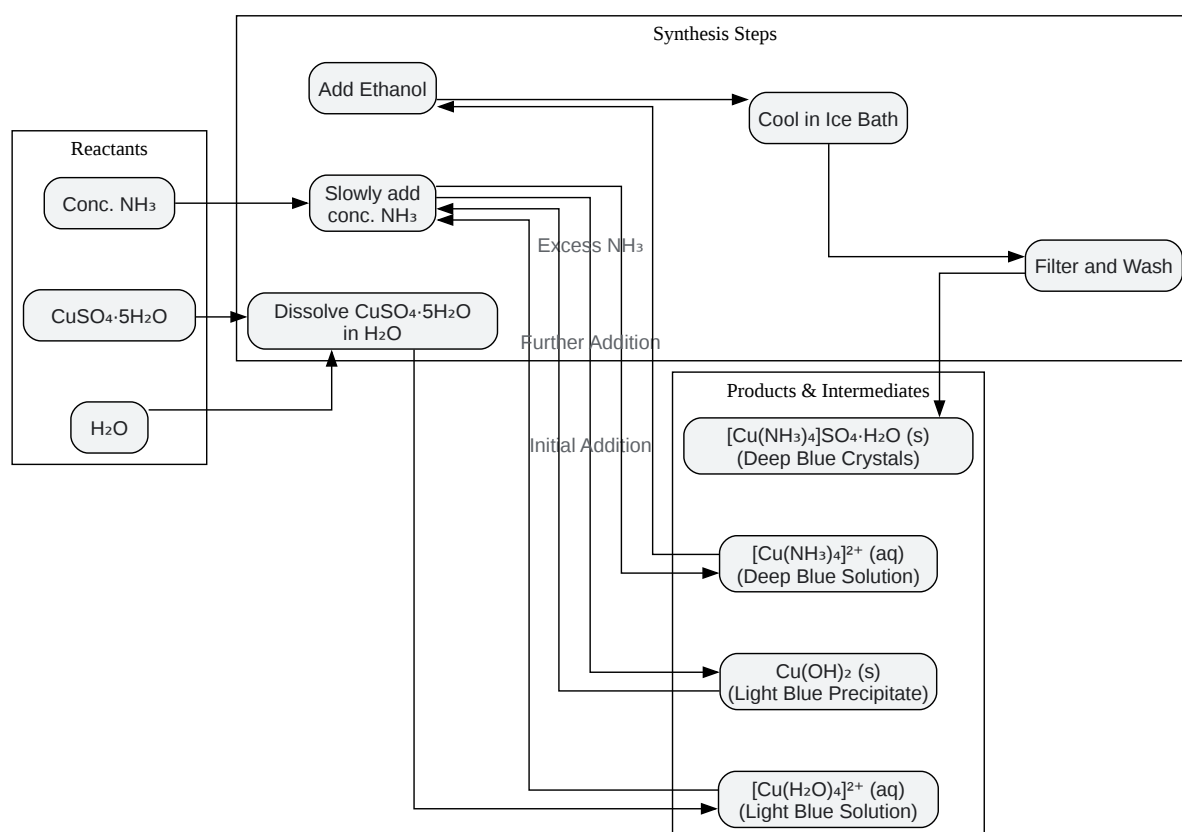 Synthesis Steps
Add Ethanol
Cool in Ice Bath
Reactants
Conc. NH₃
Slowly add
conc. NH₃
Excess NH₃
Filter and Wash
CuSO₄·5H₂O
Dissolve CuSO₄·5H₂O
in H₂O
Further Addition
H₂O
Products & Intermediates
Initial Addition
[Cu(NH₃)₄]SO₄·H₂O (s)
(Deep Blue Crystals)
[Cu(NH₃)₄]²⁺ (aq)
(Deep Blue Solution)
Cu(OH)₂ (s)
(Light Blue Precipitate)
[Cu(H₂O)₄]²⁺ (aq)
(Light Blue Solution)